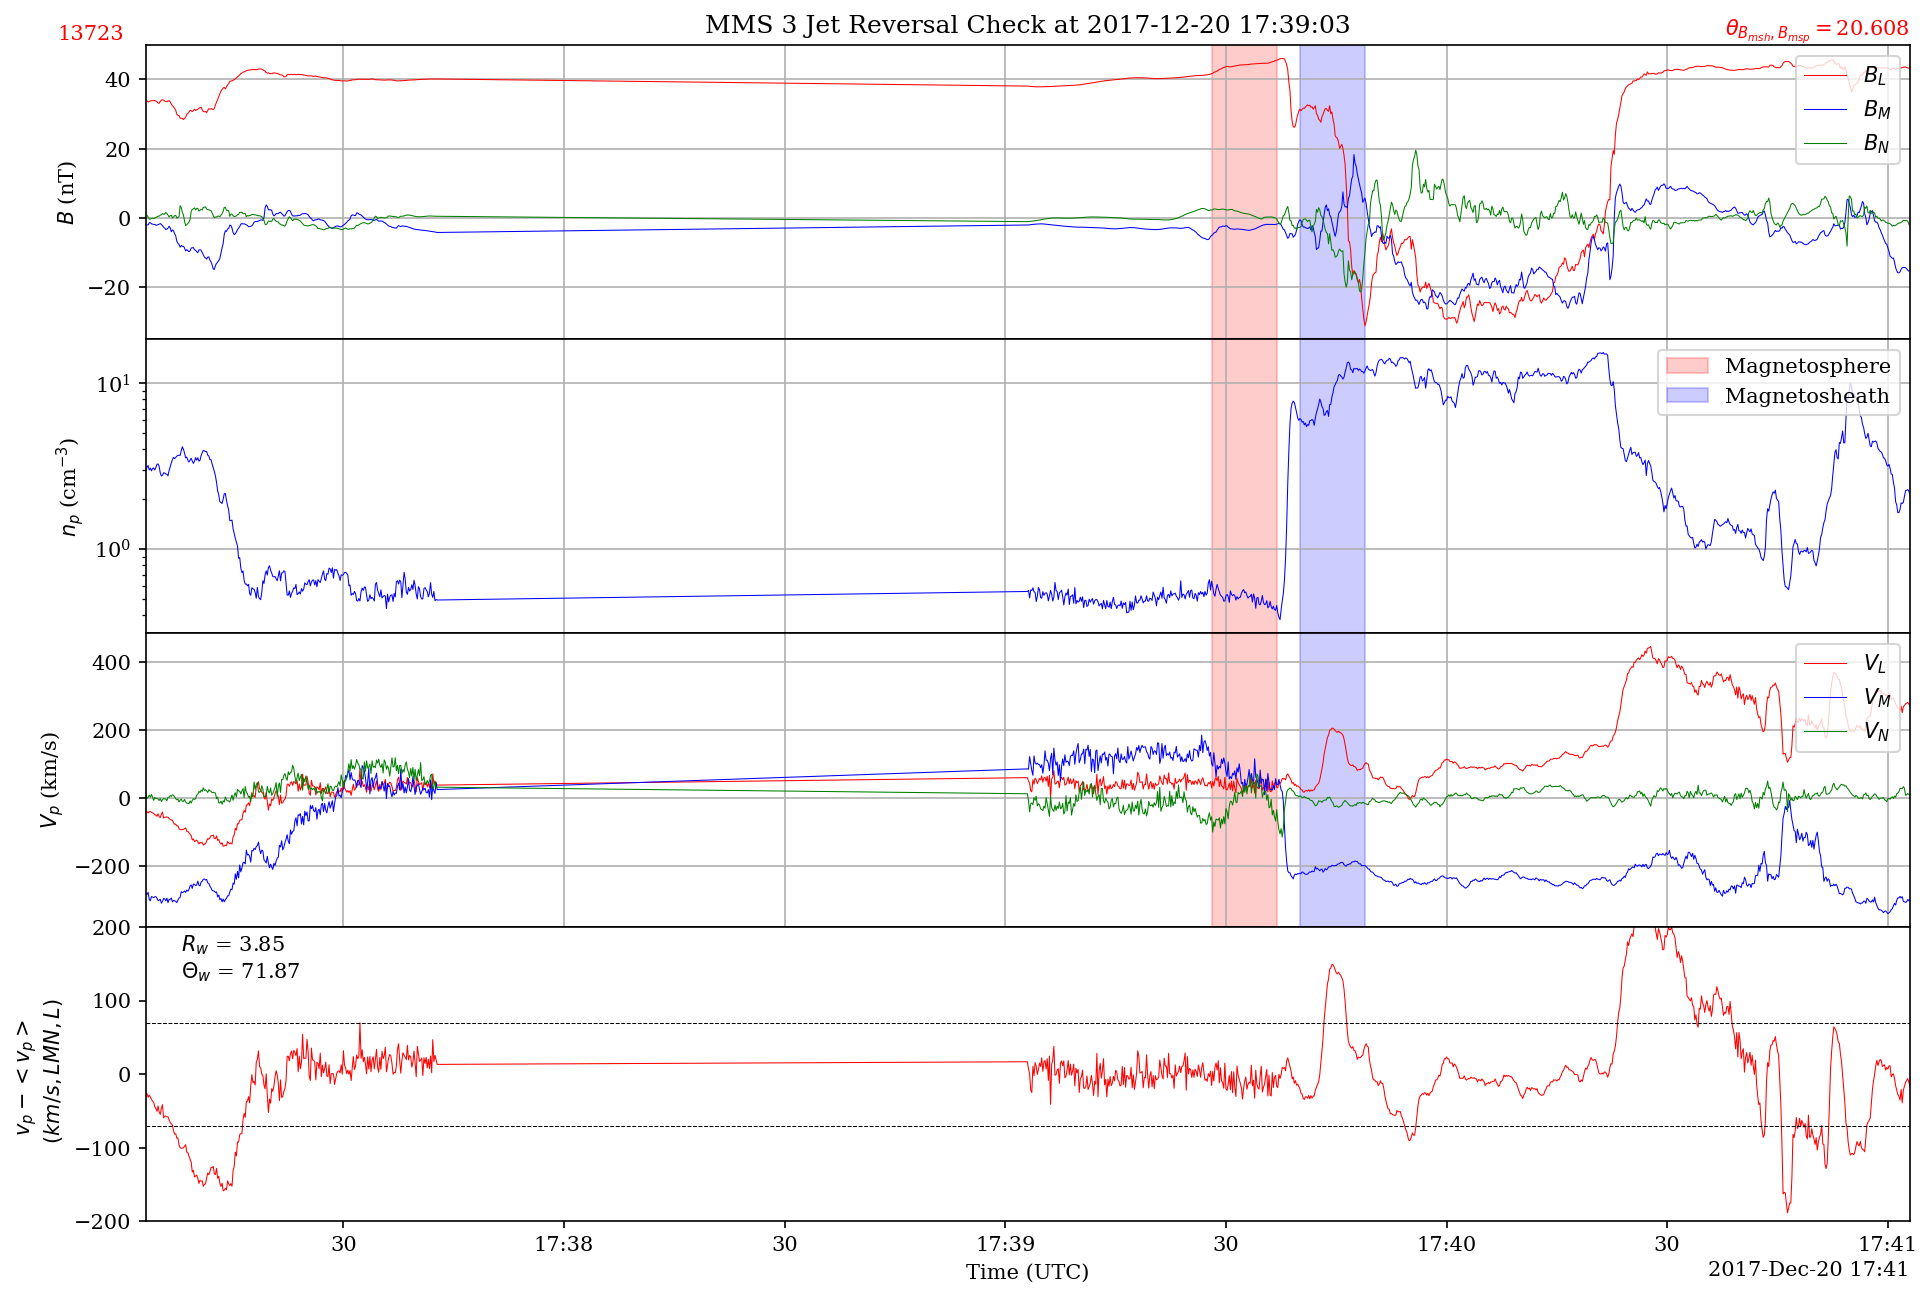 MMS 3 Jet Reversal Check at 2017-12-20 17:39:03
13723
θ_{B_{msh}, B_{msp}} = 20.608
40
20
0
−20
B (nT)
B_L
B_M
B_N
10^1
10^0
n_p (cm^{−3})
Magnetosphere
Magnetosheath
400
200
0
−200
V_p (km/s)
V_L
V_M
V_N
200
100
0
−100
−200
v_p − <v_p>
(km/s, LMN, L)
R_w = 3.85
Θ_w = 71.87
30 17:38 30 17:39 30 17:40 30 17:41
Time (UTC)
2017-Dec-20 17:41